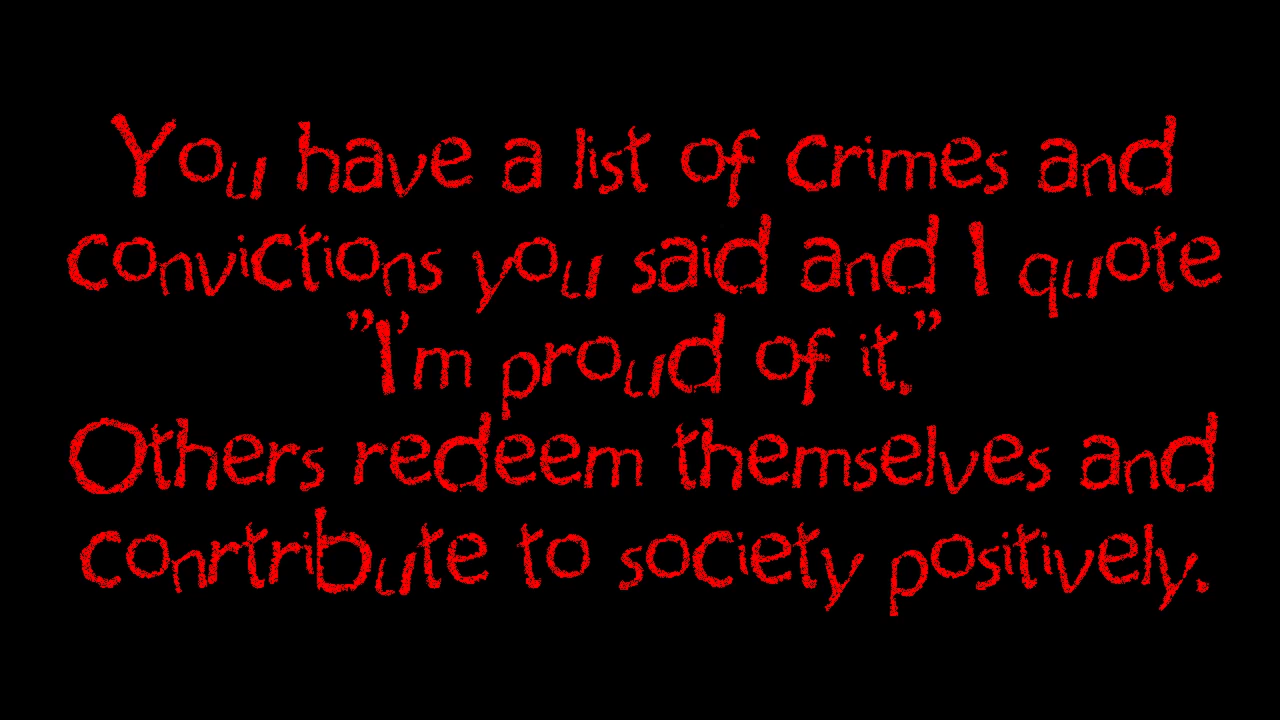 You have a list of crimes and
convictions you said and I quote
"I'm proud of it."
Others redeem themselves and
conrtribute to society positively.